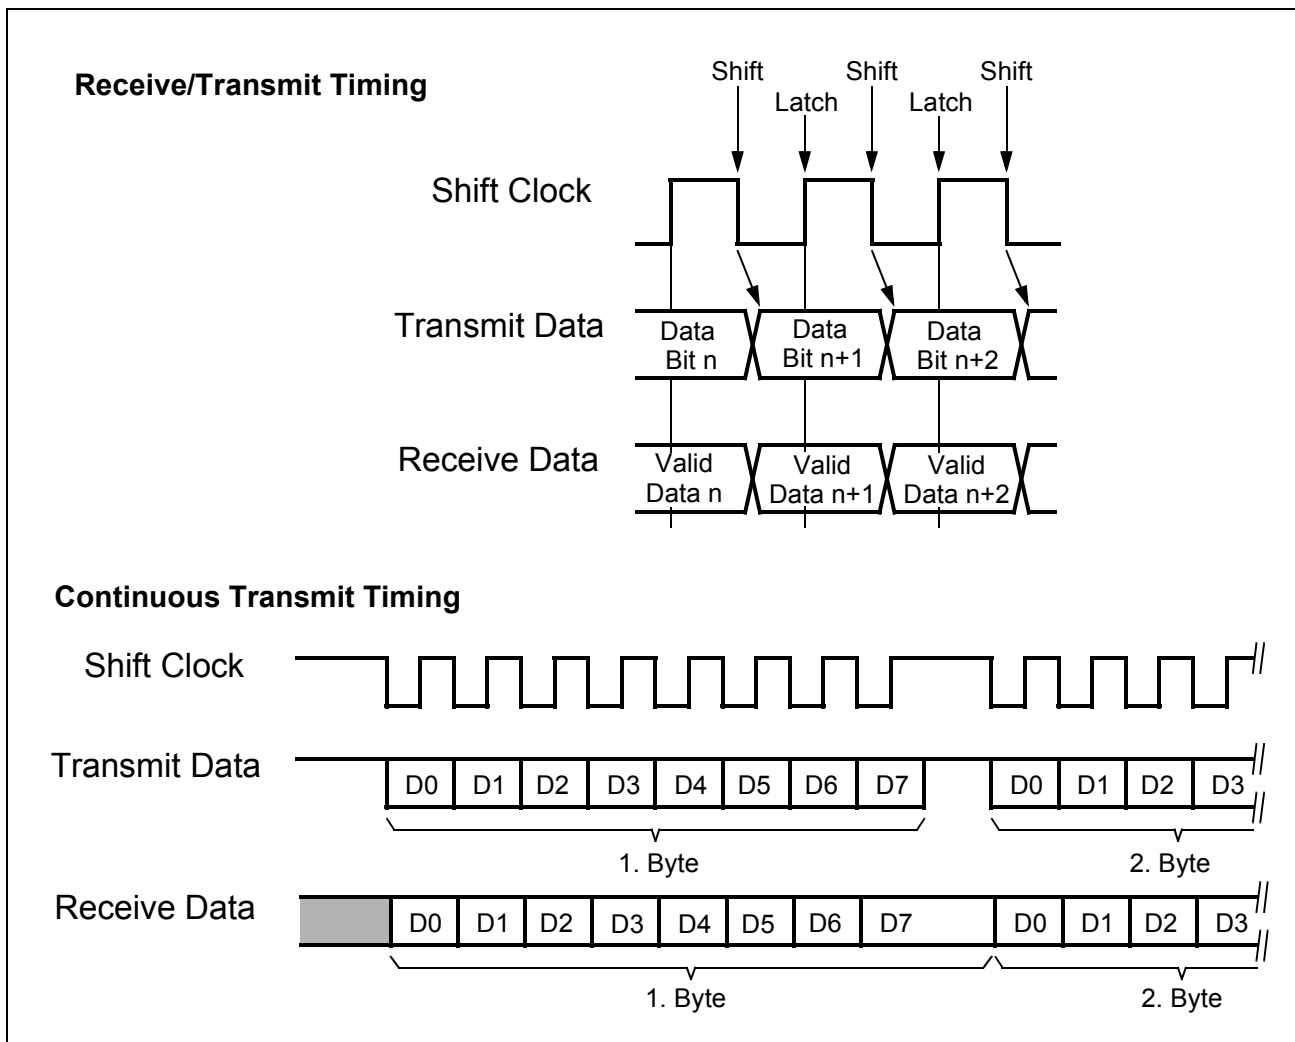 Receive/Transmit Timing
Shift Shift Shift
Latch Latch
Shift Clock
Transmit Data
Data Bit n
Data Bit n+1
Data Bit n+2
Receive Data
Valid Data n
Valid Data n+1
Valid Data n+2
Continuous Transmit Timing
Shift Clock
Transmit Data
D0 D1 D2 D3 D4 D5 D6 D7 D0 D1 D2 D3
1. Byte 2. Byte
Receive Data
D0 D1 D2 D3 D4 D5 D6 D7 D0 D1 D2 D3
1. Byte 2. Byte